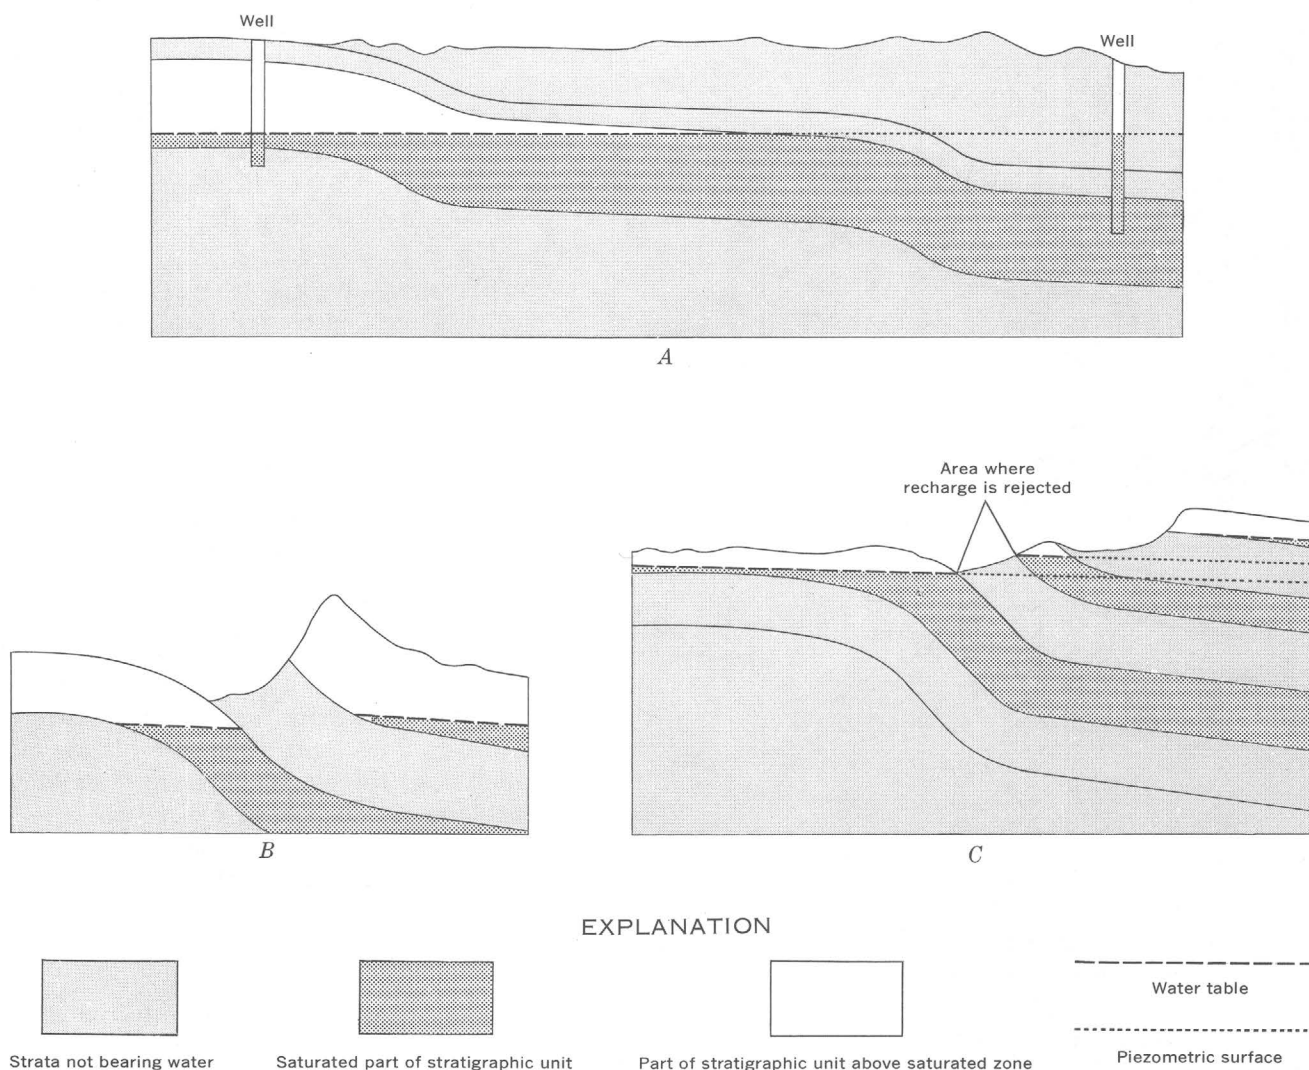 Well
Well
A
Area where
recharge is rejected
B
C
EXPLANATION
Strata not bearing water
Saturated part of stratigraphic unit
Part of stratigraphic unit above saturated zone
Water table
Piezometric surface